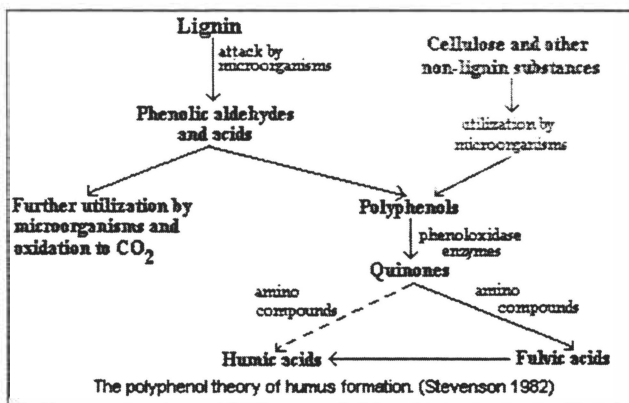 Lignin
attack by
microorganisms
Cellulose and other
non-lignin substances
Phenolic aldehydes
and acids
utilization by
microorganisms
Further utilization by
microorganisms and
oxidation to CO2
Polyphenols
phenoloxidase
enzymes
Quinones
amino
compounds
amino
compounds
Humic acids
Fulvic acids
The polyphenol theory of humus formation. (Stevenson 1982)